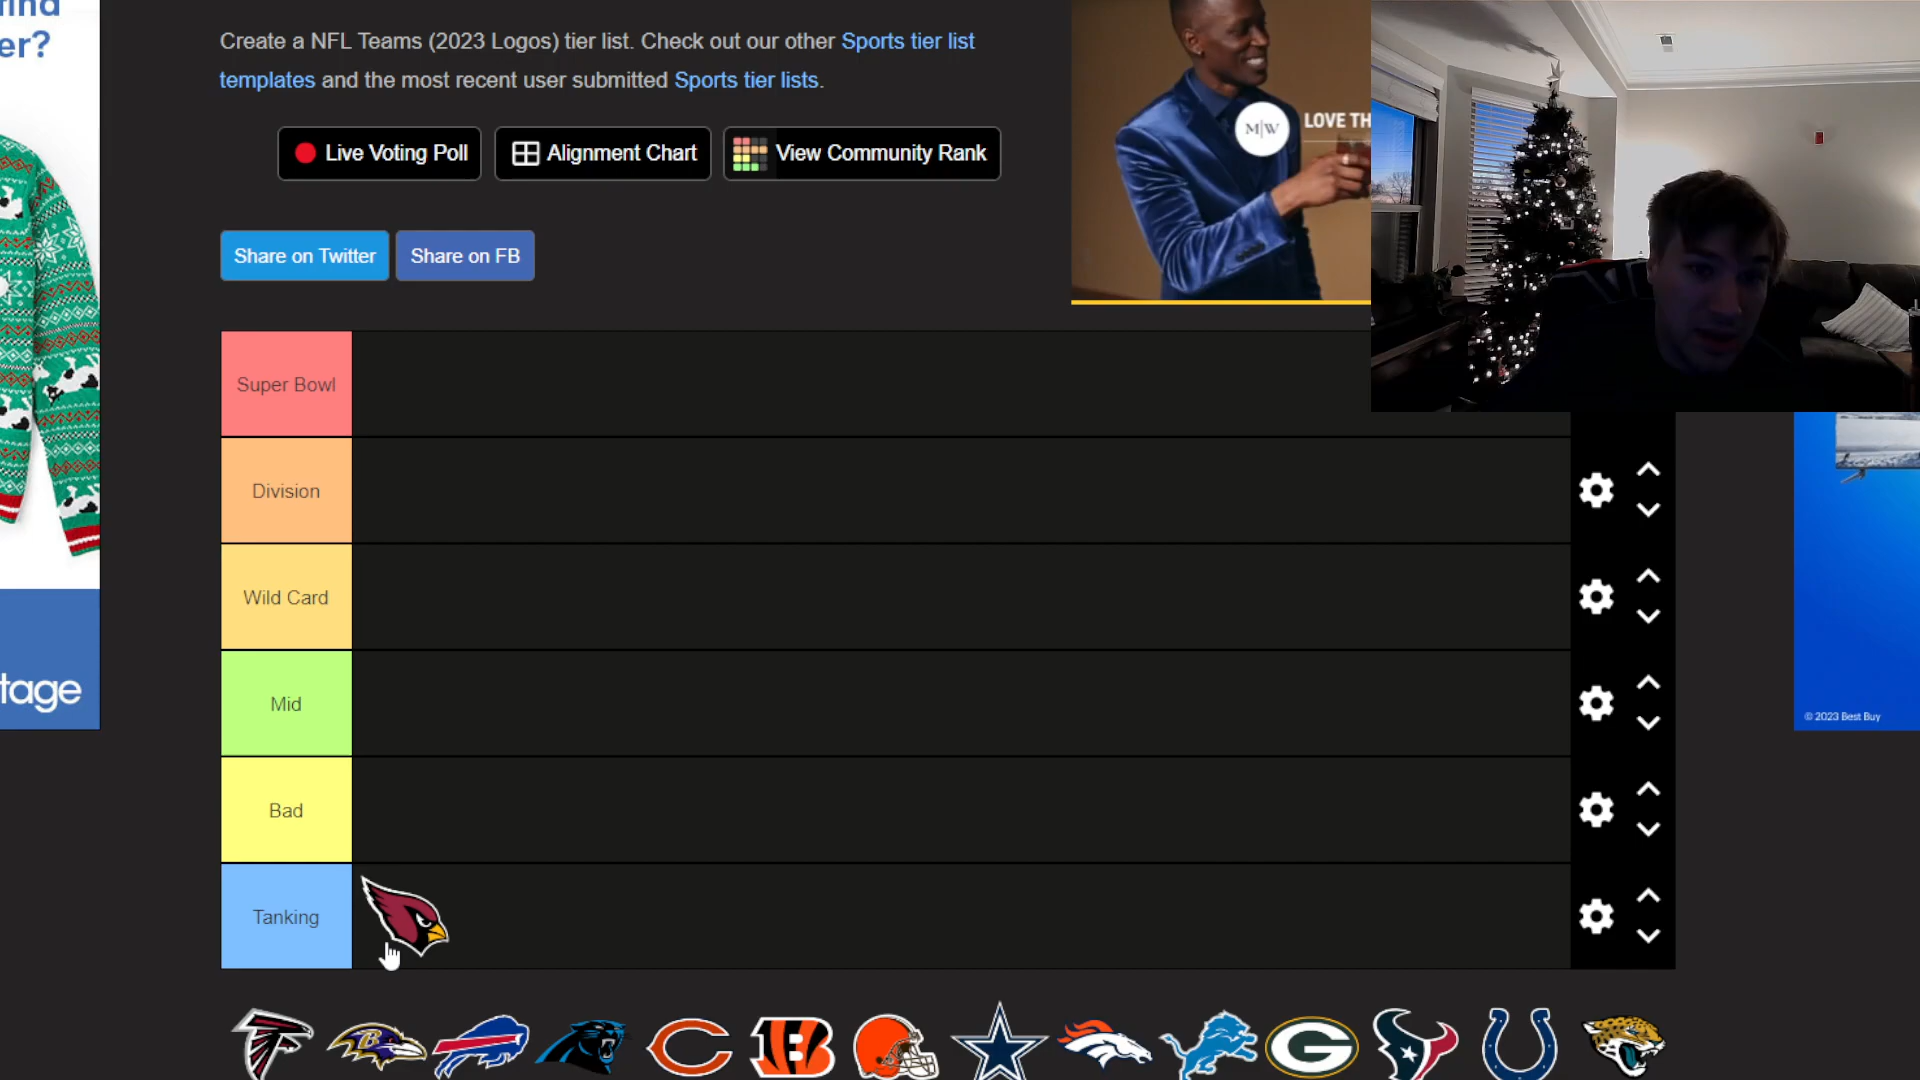 er?
Create a NFL Teams (2023 Logos) tier list. Check out our other Sports tier list
templates and the most recent user submitted Sports tier lists.
Live Voting Poll
Alignment Chart
View Community Rank
M|W
LOVE TH
Share on Twitter
Share on FB
Super Bowl
Division
Wild Card
Mid
tage
© 2023 Best Buy
Bad
Tanking
B
C
G